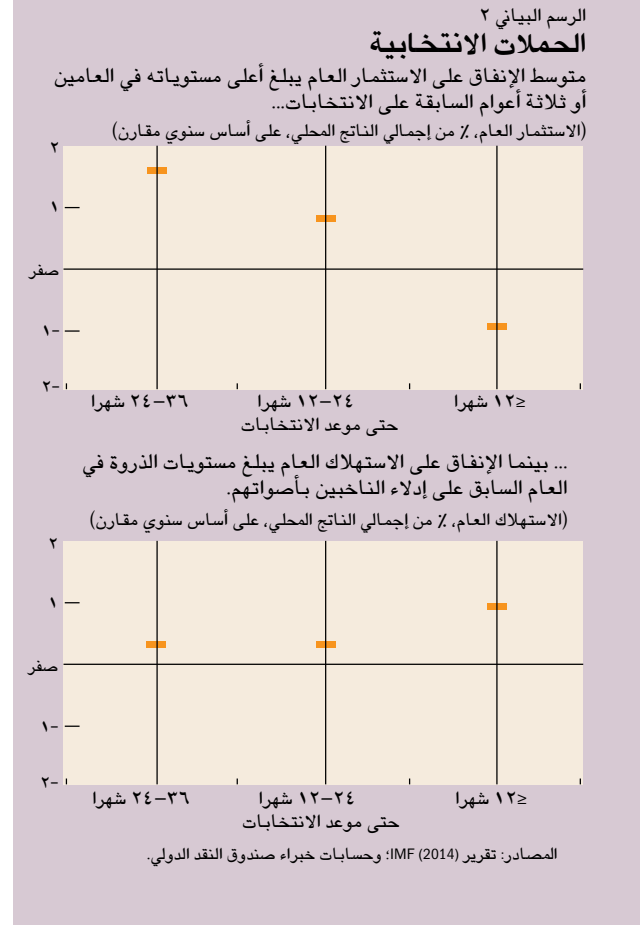 الرسم البياني ٢
الحملات الانتخابية
متوسط الإنفاق على الاستثمار العام يبلغ أعلى مستوياته في العامين
أو ثلاثة أعوام السابقة على الانتخابات...
(الاستثمار العام، ٪ من إجمالي الناتج المحلي، على أساس سنوي مقارن)
٢
١
صفر
١-
٢-
٣٦–٢٤ شهرا
٢٤–١٢ شهرا
≥١٢ شهرا
حتى موعد الانتخابات
... بينما الإنفاق على الاستهلاك العام يبلغ مستويات الذروة في
العام السابق على إدلاء الناخبين بأصواتهم.
(الاستهلاك العام، ٪ من إجمالي الناتج المحلي، على أساس سنوي مقارن)
٢
١
صفر
١-
٢-
٣٦–٢٤ شهرا
٢٤–١٢ شهرا
≥١٢ شهرا
حتى موعد الانتخابات
المصادر: تقرير IMF (2014)؛ وحسابات خبراء صندوق النقد الدولي.